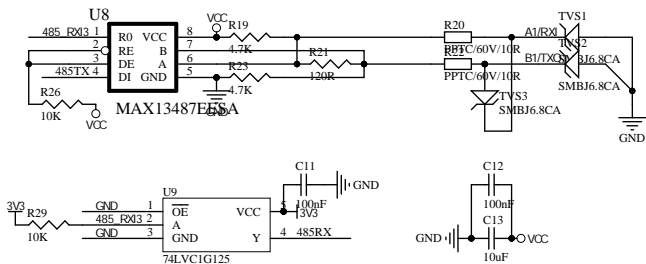 U8
VCC
R19
R20
TVS1
485_RXI3 1 R0 VCC 8
4.7K
A1/RXI
2 RE B 7
PPTC/60V/10R
TVS2
3 DE A 6
R21
R22
B1/TXO
SMBJ6.8CA
485TX 4 DI GND 5
R23
120R
PPTC/60V/10R
SMBJ6.8CA
R26
GND
4.7K
TVS3
10K
VCC
MAX13487EESA
SMBJ6.8CA
GND
C11
C12
U9
GND
100nF
100nF
3V3
R29
GND 1 OE VCC 5
3V3
C13
485_RXI3 2 A
10K
GND 3 GND Y 4 485RX
GND
VCC
74LVC1G125
10uF